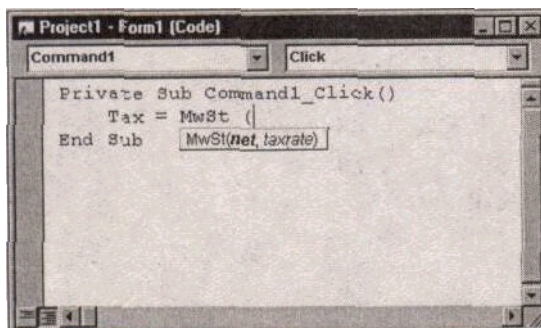 Project1 - Form1 (Code)
Command1 Click
Private Sub Command1_Click()
Tax = MwSt (
End Sub
MwSt(net, taxrate)